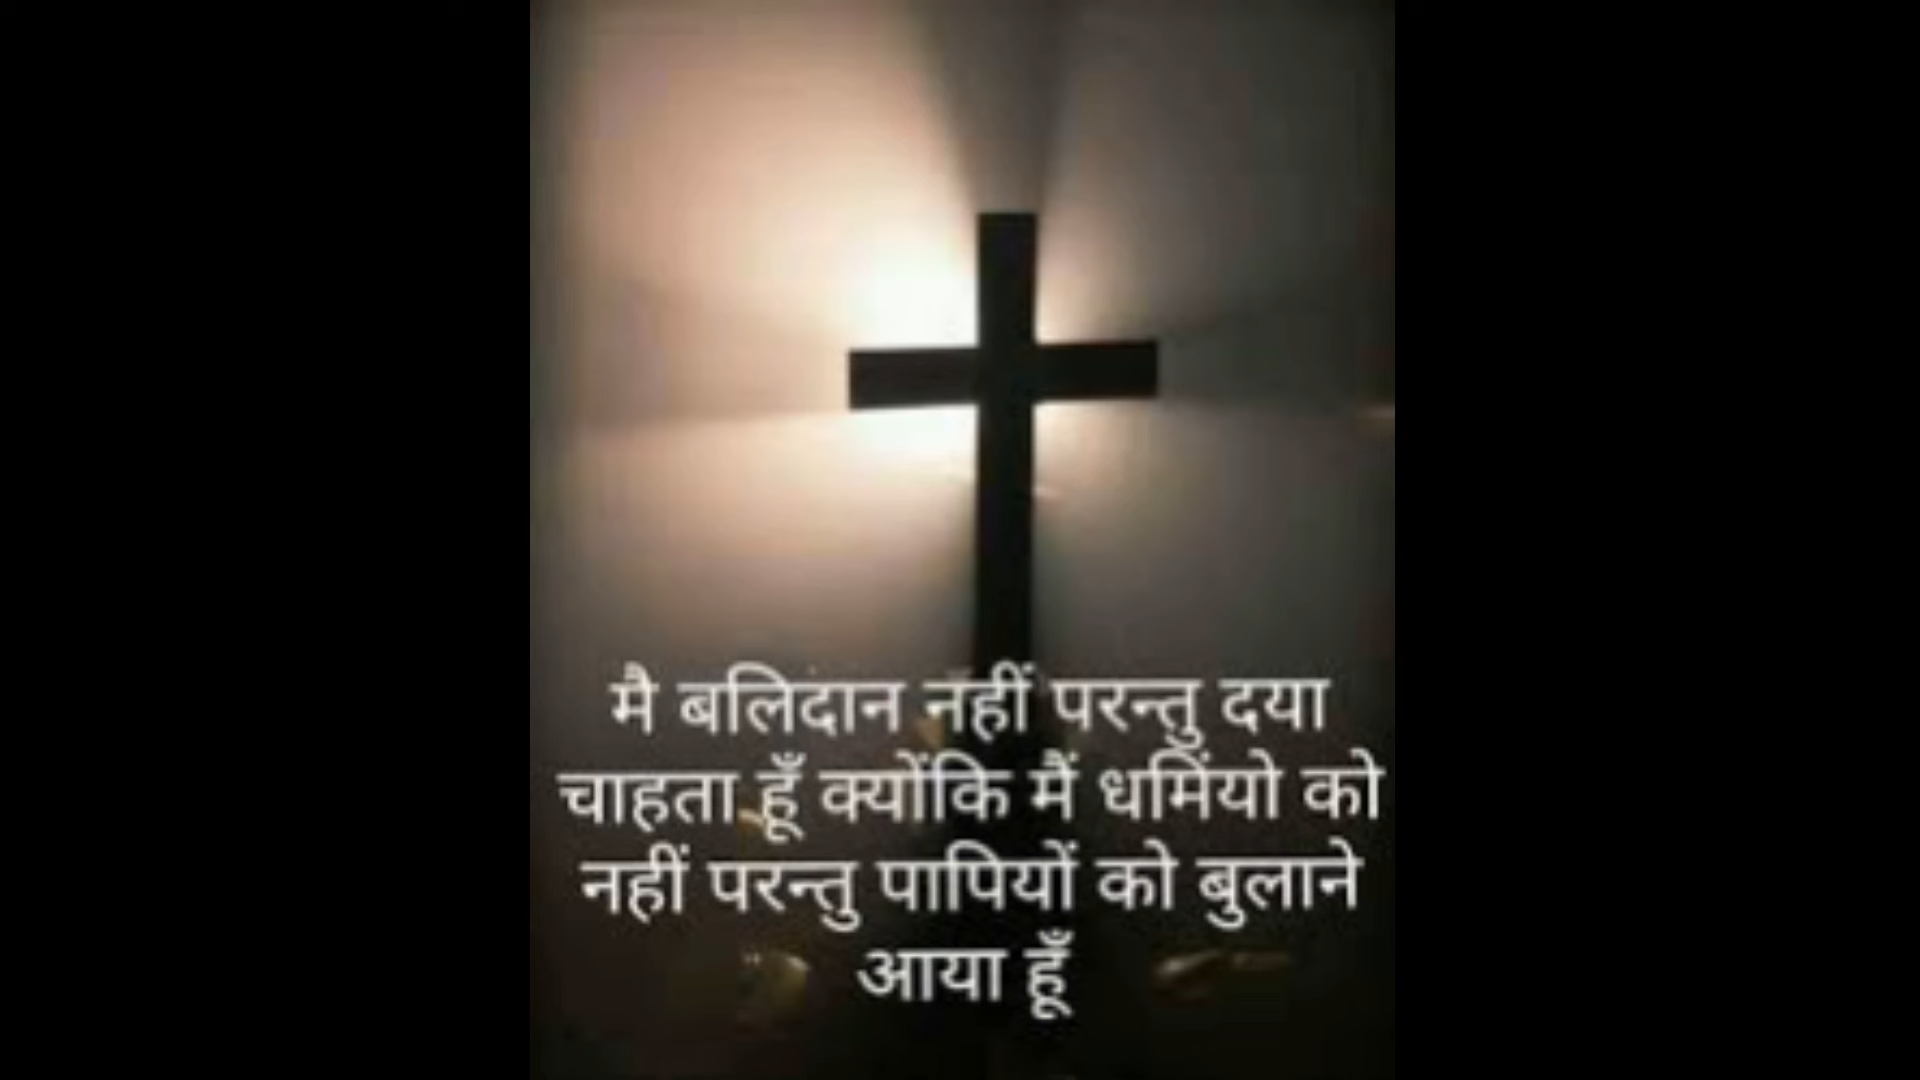 मै बलिदान नहीं परन्तु दया
चाहता हूँ क्योंकि मैं धर्मियो को
नहीं परन्तु पापियों को बुलाने
आया हूँ